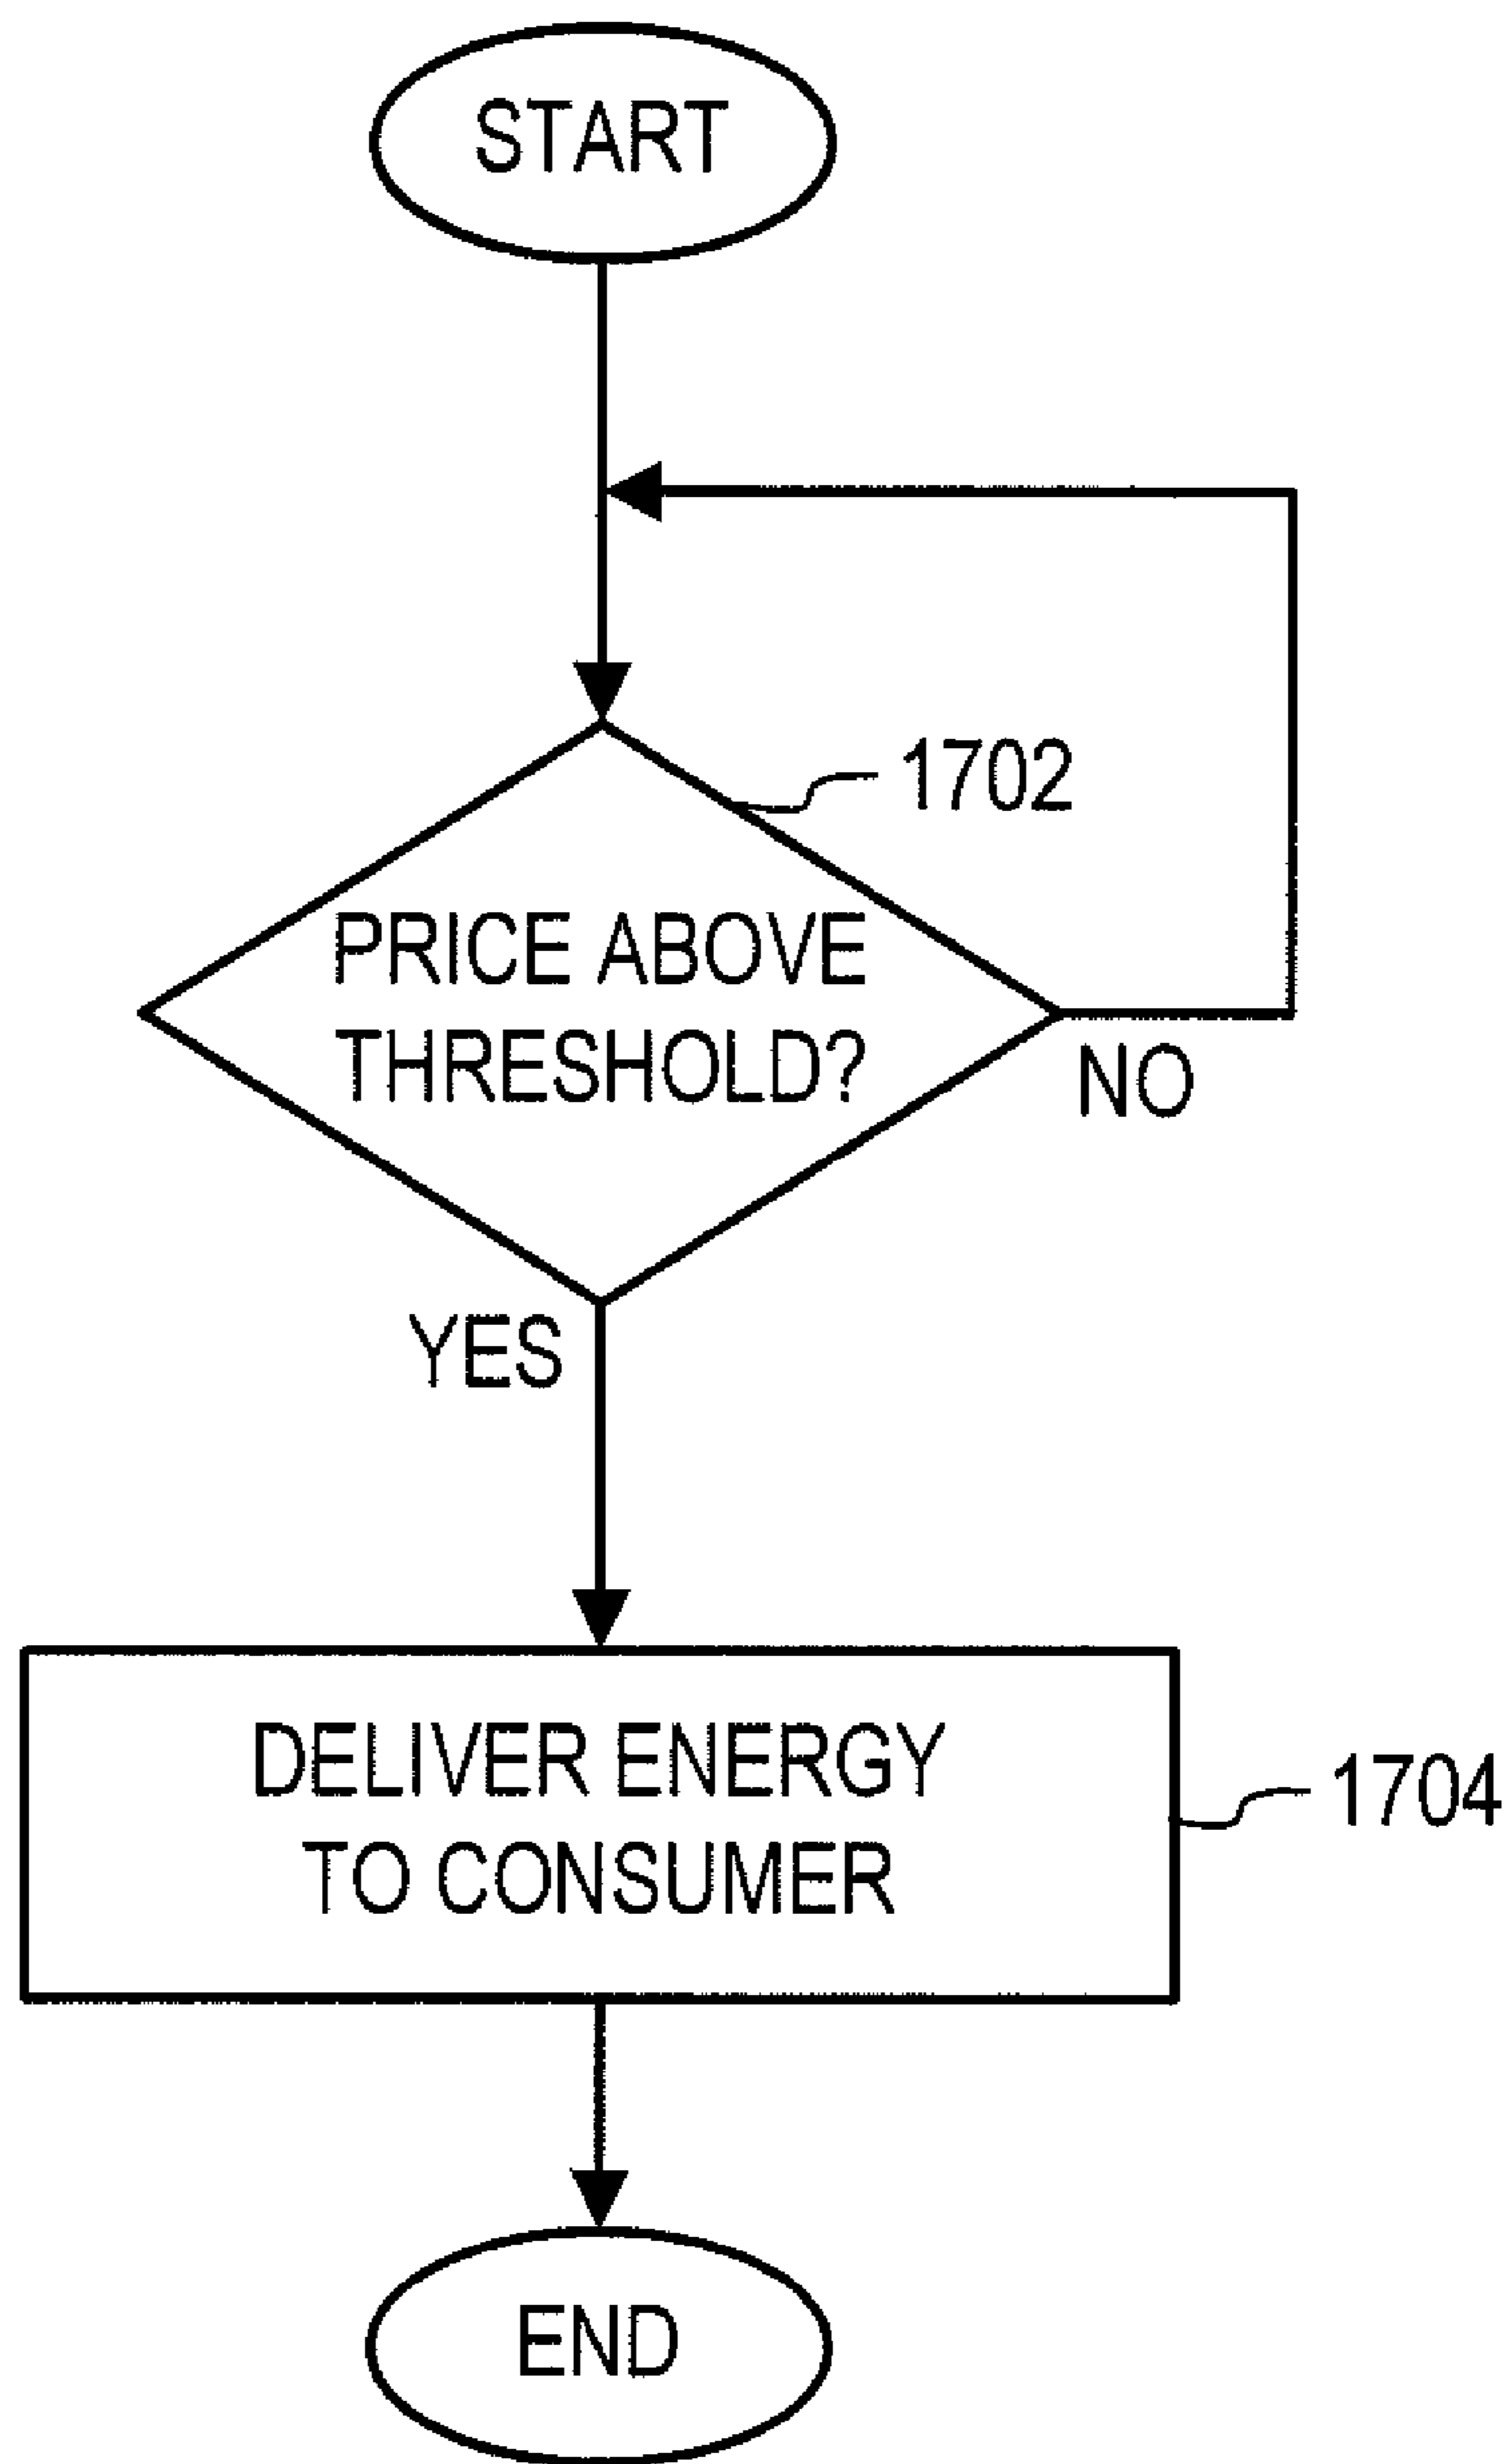 START
1702
PRICE ABOVE
THRESHOLD?
NO
YES
DELIVER ENERGY
TO CONSUMER
1704
END